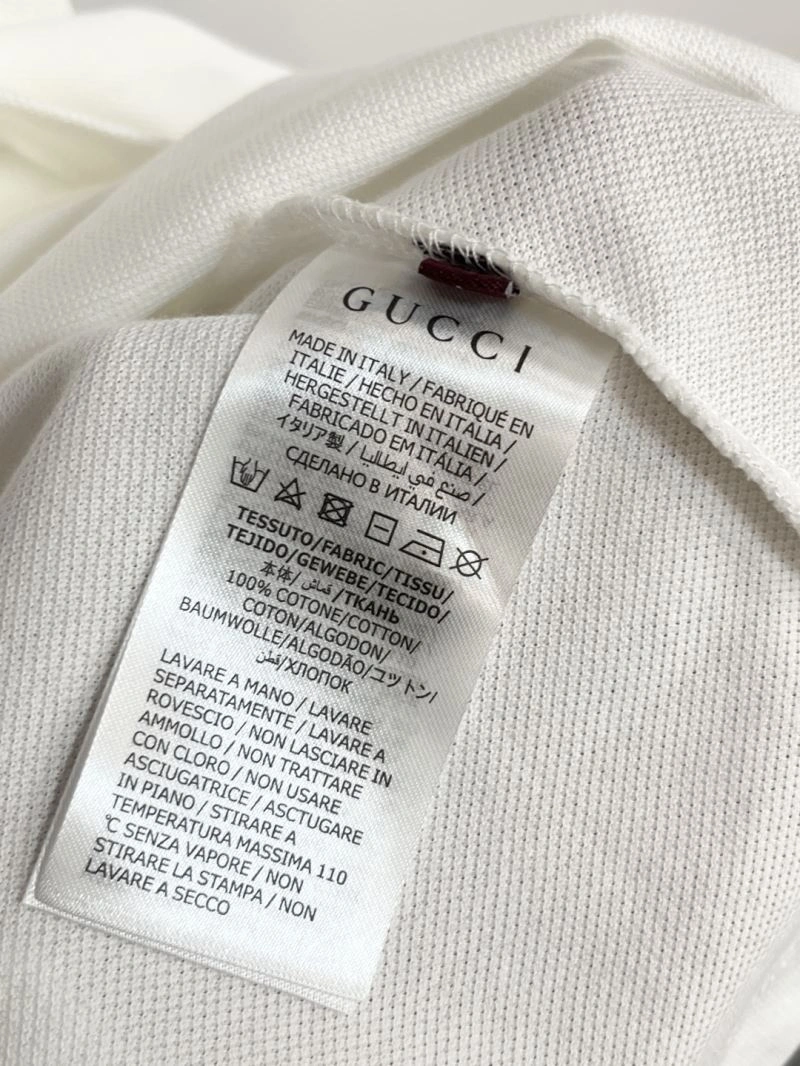 GUCCI
MADE IN ITALY / FABRIQUÉ EN
ITALIE / HECHO EN ITALIA /
HERGESTELLT IN ITALIEN /
FABRICADO EM ITÁLIA /
イタリア製 / صنع في ايطاليا /
СДЕЛАНО В ИТАЛИИ
TESSUTO/FABRIC/TISSU/
TEJIDO/GEWEBE/TECIDO/
本体/ قماش /ТКАНЬ
100% COTONE/COTTON/
COTON/ALGODON/
BAUMWOLLE/ALGODÃO/コットン/
قطن/ХЛОПОК
LAVARE A MANO / LAVARE
SEPARATAMENTE / LAVARE A
ROVESCIO / NON LASCIARE IN
AMMOLLO / NON TRATTARE
CON CLORO / NON USARE
ASCIUGATRICE / ASCTUGARE
IN PIANO / STIRARE A
TEMPERATURA MASSIMA 110
°C SENZA VAPORE / NON
STIRARE LA STAMPA / NON
LAVARE A SECCO